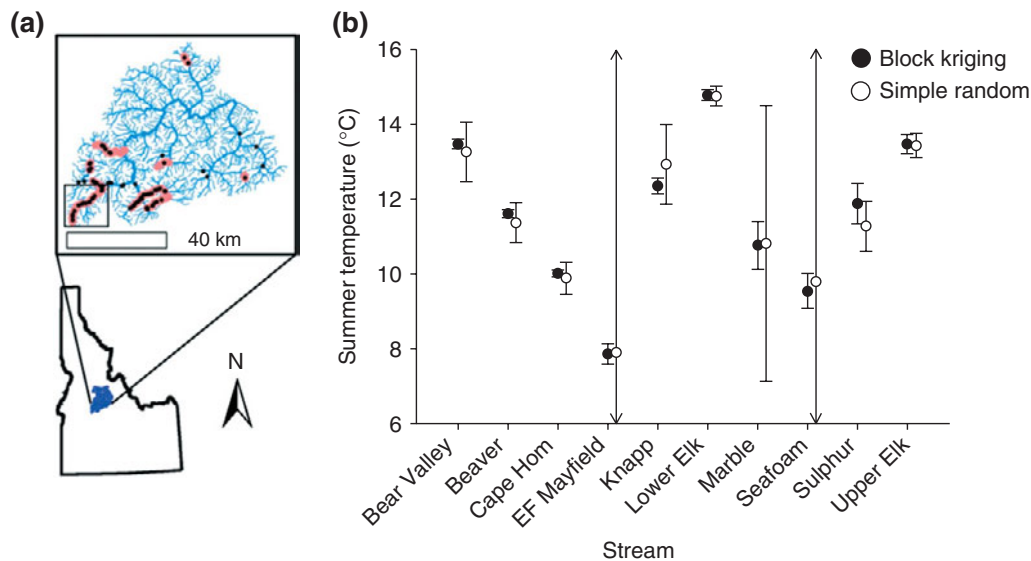 (a)
40 km
N
(b)
Summer temperature (°C)
16
14
12
10
8
6
Block kriging
Simple random
Bear Valley
Beaver
Cape Hom
EF Mayfield
Knapp
Lower Elk
Marble
Seafoam
Sulphur
Upper Elk
Stream